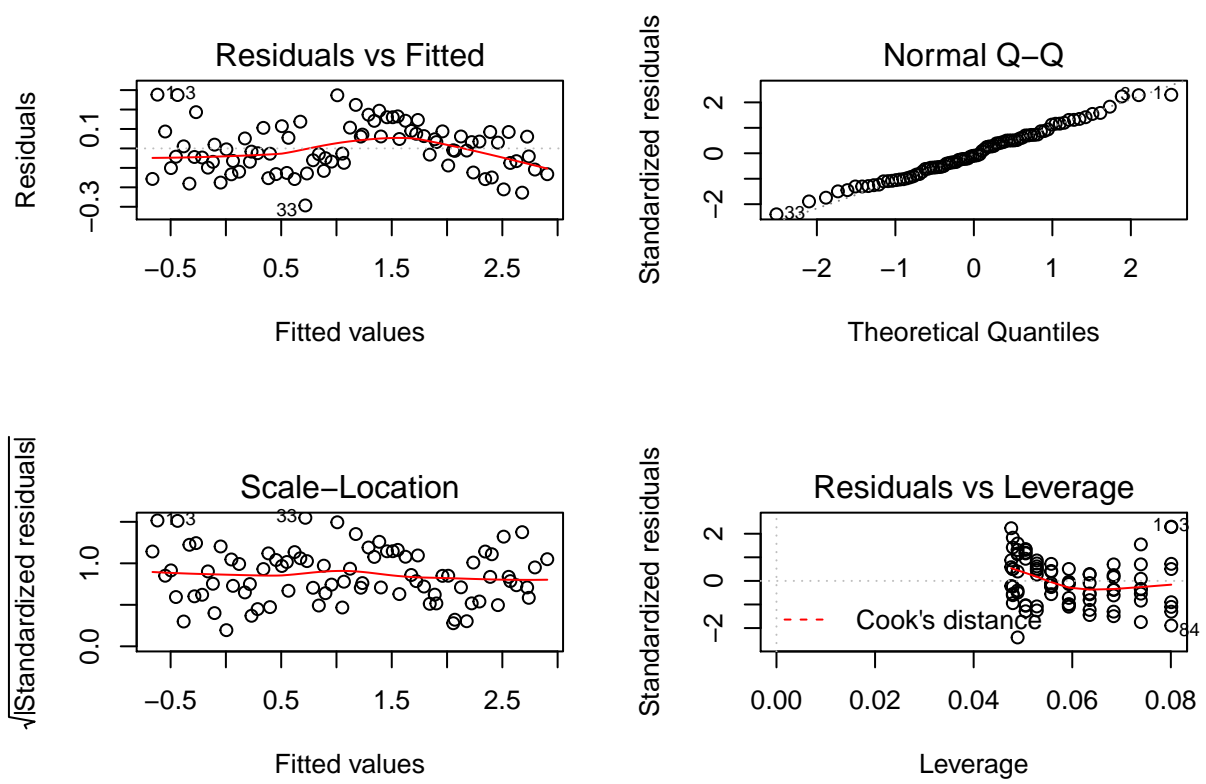 Residuals vs Fitted
Residuals
0.1
−0.3
1 3
33
−0.5 0.5 1.5 2.5
Fitted values
Normal Q−Q
Standardized residuals
2
0
−2
3 1
33
−2 −1 0 1 2
Theoretical Quantiles
Scale−Location
√|Standardized residuals|
1.0
0.0
1 3
33
−0.5 0.5 1.5 2.5
Fitted values
Residuals vs Leverage
Standardized residuals
2
0
−2
1 3
Cook's distance
84
0.00 0.02 0.04 0.06 0.08
Leverage